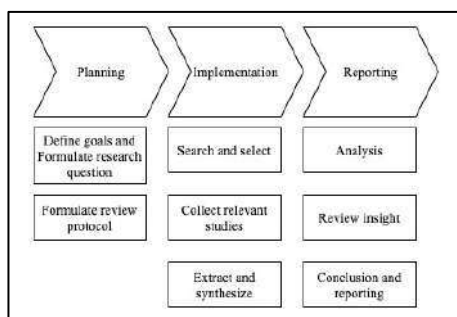 Planning
Implementation
Reporting
Define goals and
Formulate research
question
Search and select
Analysis
Formulate review
protocol
Collect relevant
studies
Review insight
Extract and
synthesize
Conclusion and
reporting